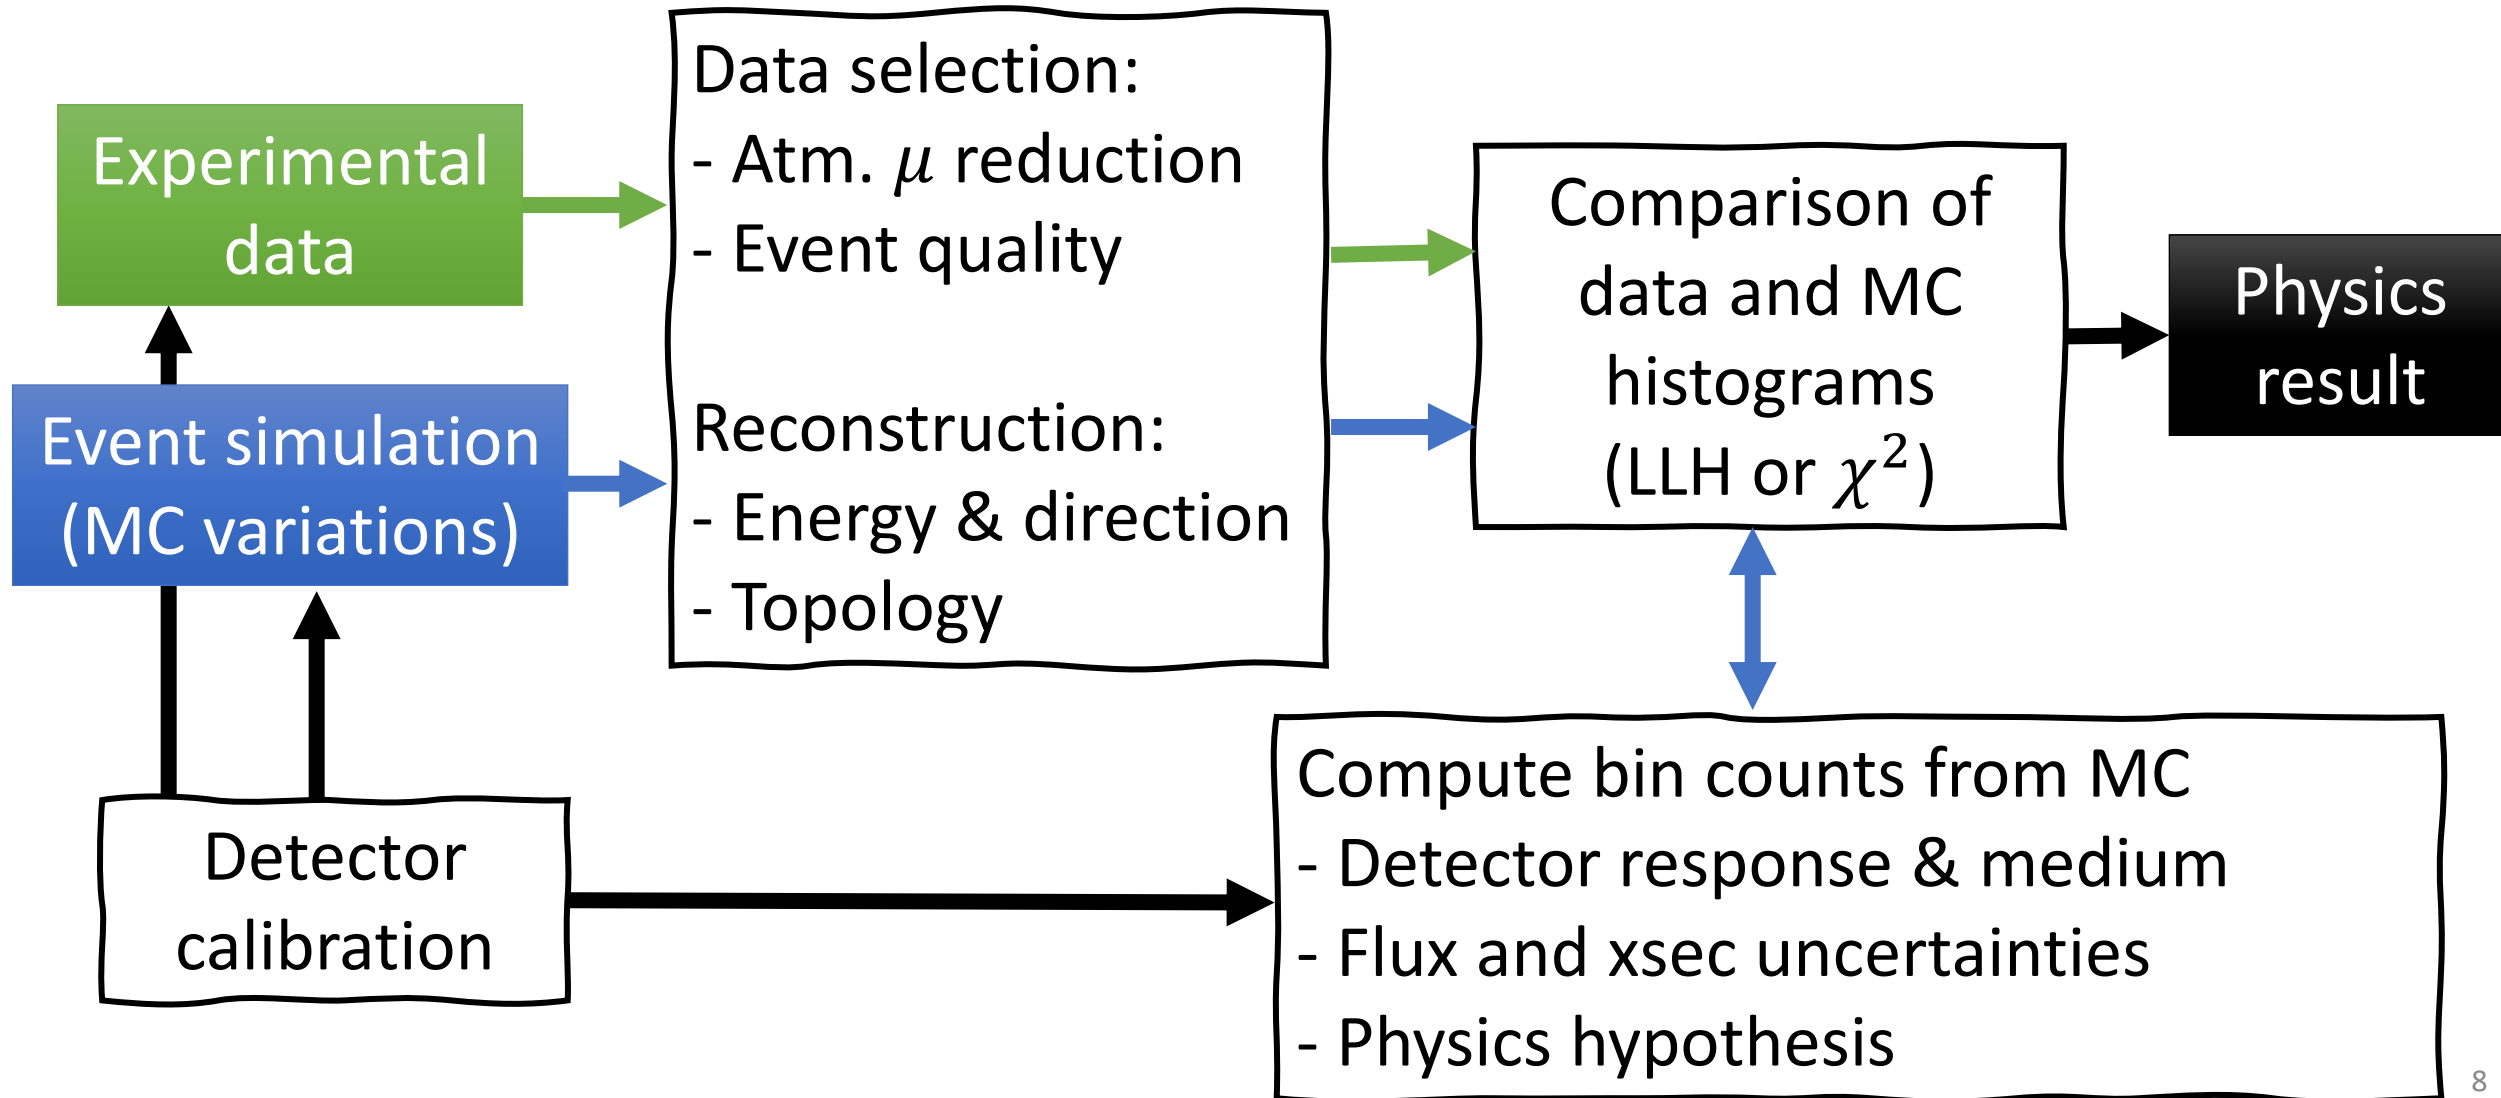 Experimental
data
Event simulation
(MC variations)
Detector
calibration
Data selection:
- Atm. μ reduction
- Event quality
Reconstruction:
- Energy & direction
- Topology
Comparison of
data and MC
histograms
(LLH or χ²)
Physics
result
Compute bin counts from MC
- Detector response & medium
- Flux and xsec uncertainties
- Physics hypothesis
8